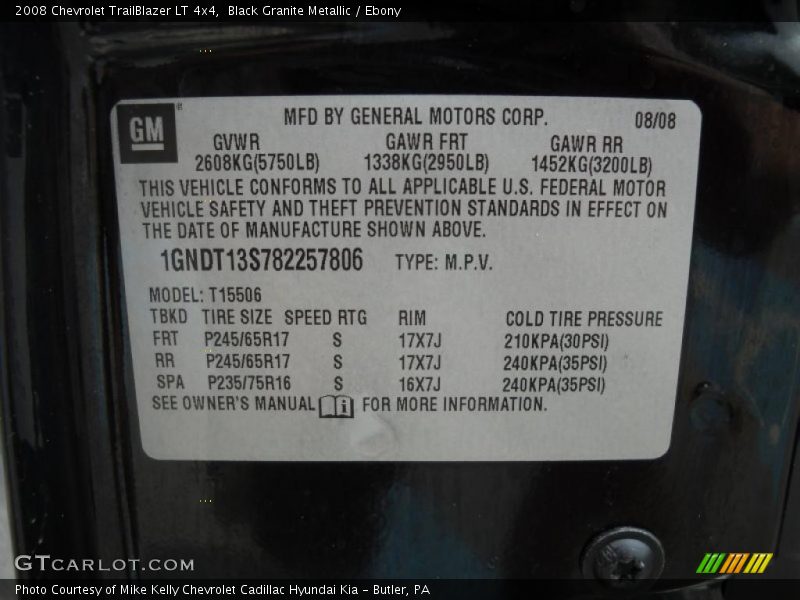 2008 Chevrolet TrailBlazer LT 4x4,  Black Granite Metallic / Ebony
GM
MFD BY GENERAL MOTORS CORP. 08/08
GVWR GAWR FRT GAWR RR
2608KG(5750LB) 1338KG(2950LB) 1452KG(3200LB)
THIS VEHICLE CONFORMS TO ALL APPLICABLE U.S. FEDERAL MOTOR
VEHICLE SAFETY AND THEFT PREVENTION STANDARDS IN EFFECT ON
THE DATE OF MANUFACTURE SHOWN ABOVE.
1GNDT13S782257806 TYPE: M.P.V.
MODEL: T15506
TBKD TIRE SIZE SPEED RTG RIM COLD TIRE PRESSURE
FRT P245/65R17 S 17X7J 210KPA(30PSI)
RR P245/65R17 S 17X7J 240KPA(35PSI)
SPA P235/75R16 S 16X7J 240KPA(35PSI)
SEE OWNER'S MANUAL i FOR MORE INFORMATION.
GTCARLOT.COM
Photo Courtesy of Mike Kelly Chevrolet Cadillac Hyundai Kia - Butler, PA